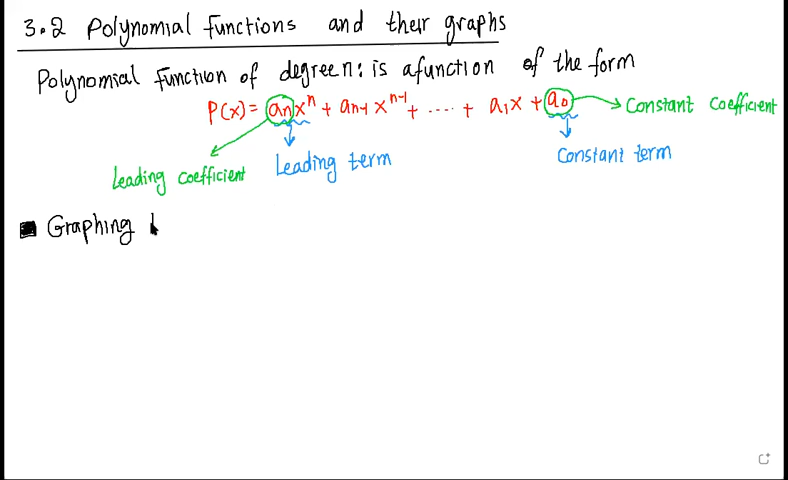 3.2 Polynomial functions and their graphs
Polynomial function of degree n: is a function of the form
P(x) = aₙxⁿ + aₙ₋₁ xⁿ⁻¹ + .... + a₁x + a₀ → Constant coefficient
Leading coefficient Leading term Constant term
Graphing